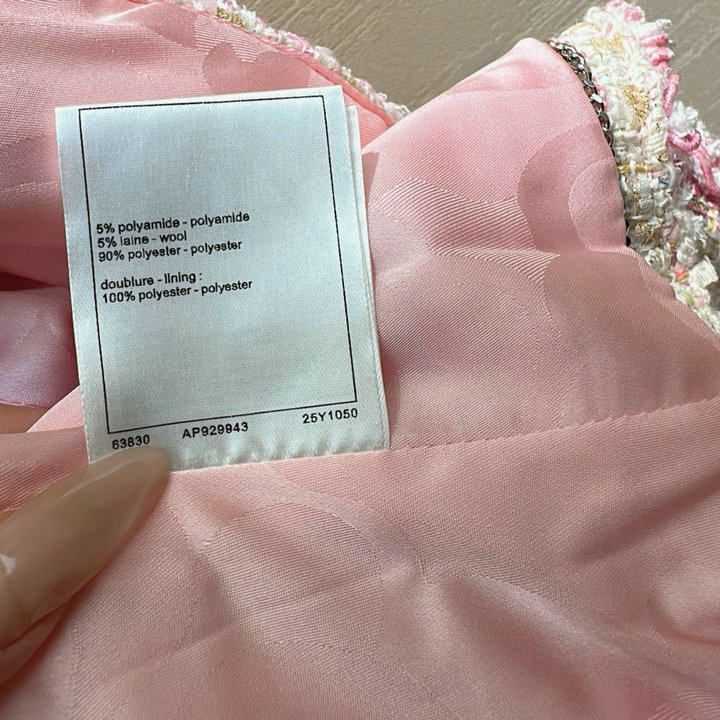 5% polyamide - polyamide
5% laine - wool
90% polyester - polyester
doublure - lining :
100% polyester - polyester
63830 AP929943 25Y1050